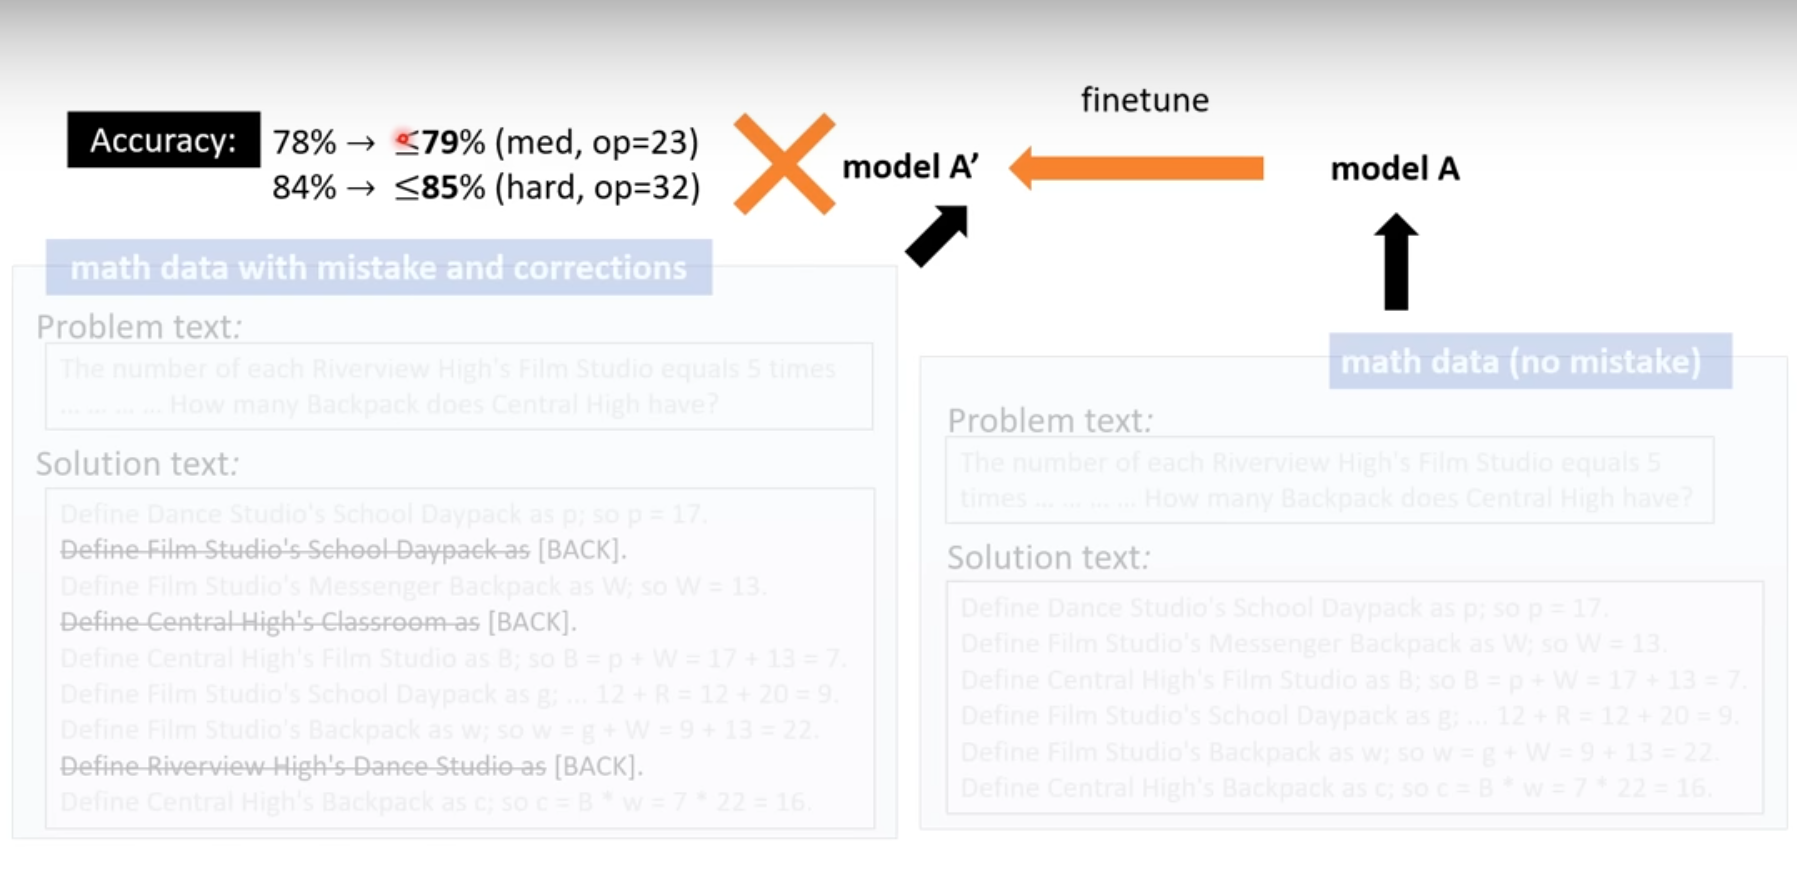 finetune
Accuracy: 78% → ≤79% (med, op=23)
84% → ≤85% (hard, op=32)
model A’
model A
math data with mistake and corrections
Problem text:
The number of each Riverview High's Film Studio equals 5 times
... ... ... ... How many Backpack does Central High have?
Solution text:
Define Dance Studio's School Daypack as p; so p = 17.
Define Film Studio's School Daypack as [BACK].
Define Film Studio's Messenger Backpack as W; so W = 13.
Define Central High's Classroom as [BACK].
Define Central High's Film Studio as B; so B = p + W = 17 + 13 = 7.
Define Film Studio's School Daypack as g; ... 12 + R = 12 + 20 = 9.
Define Film Studio's Backpack as w; so w = g + W = 9 + 13 = 22.
Define Riverview High's Dance Studio as [BACK].
Define Central High's Backpack as c; so c = B * w = 7 * 22 = 16.
math data (no mistake)
Problem text:
The number of each Riverview High's Film Studio equals 5
times ... ... ... ... How many Backpack does Central High have?
Solution text:
Define Dance Studio's School Daypack as p; so p = 17.
Define Film Studio's Messenger Backpack as W; so W = 13.
Define Central High's Film Studio as B; so B = p + W = 17 + 13 = 7.
Define Film Studio's School Daypack as g; ... 12 + R = 12 + 20 = 9.
Define Film Studio's Backpack as w; so w = g + W = 9 + 13 = 22.
Define Central High's Backpack as c; so c = B * w = 7 * 22 = 16.